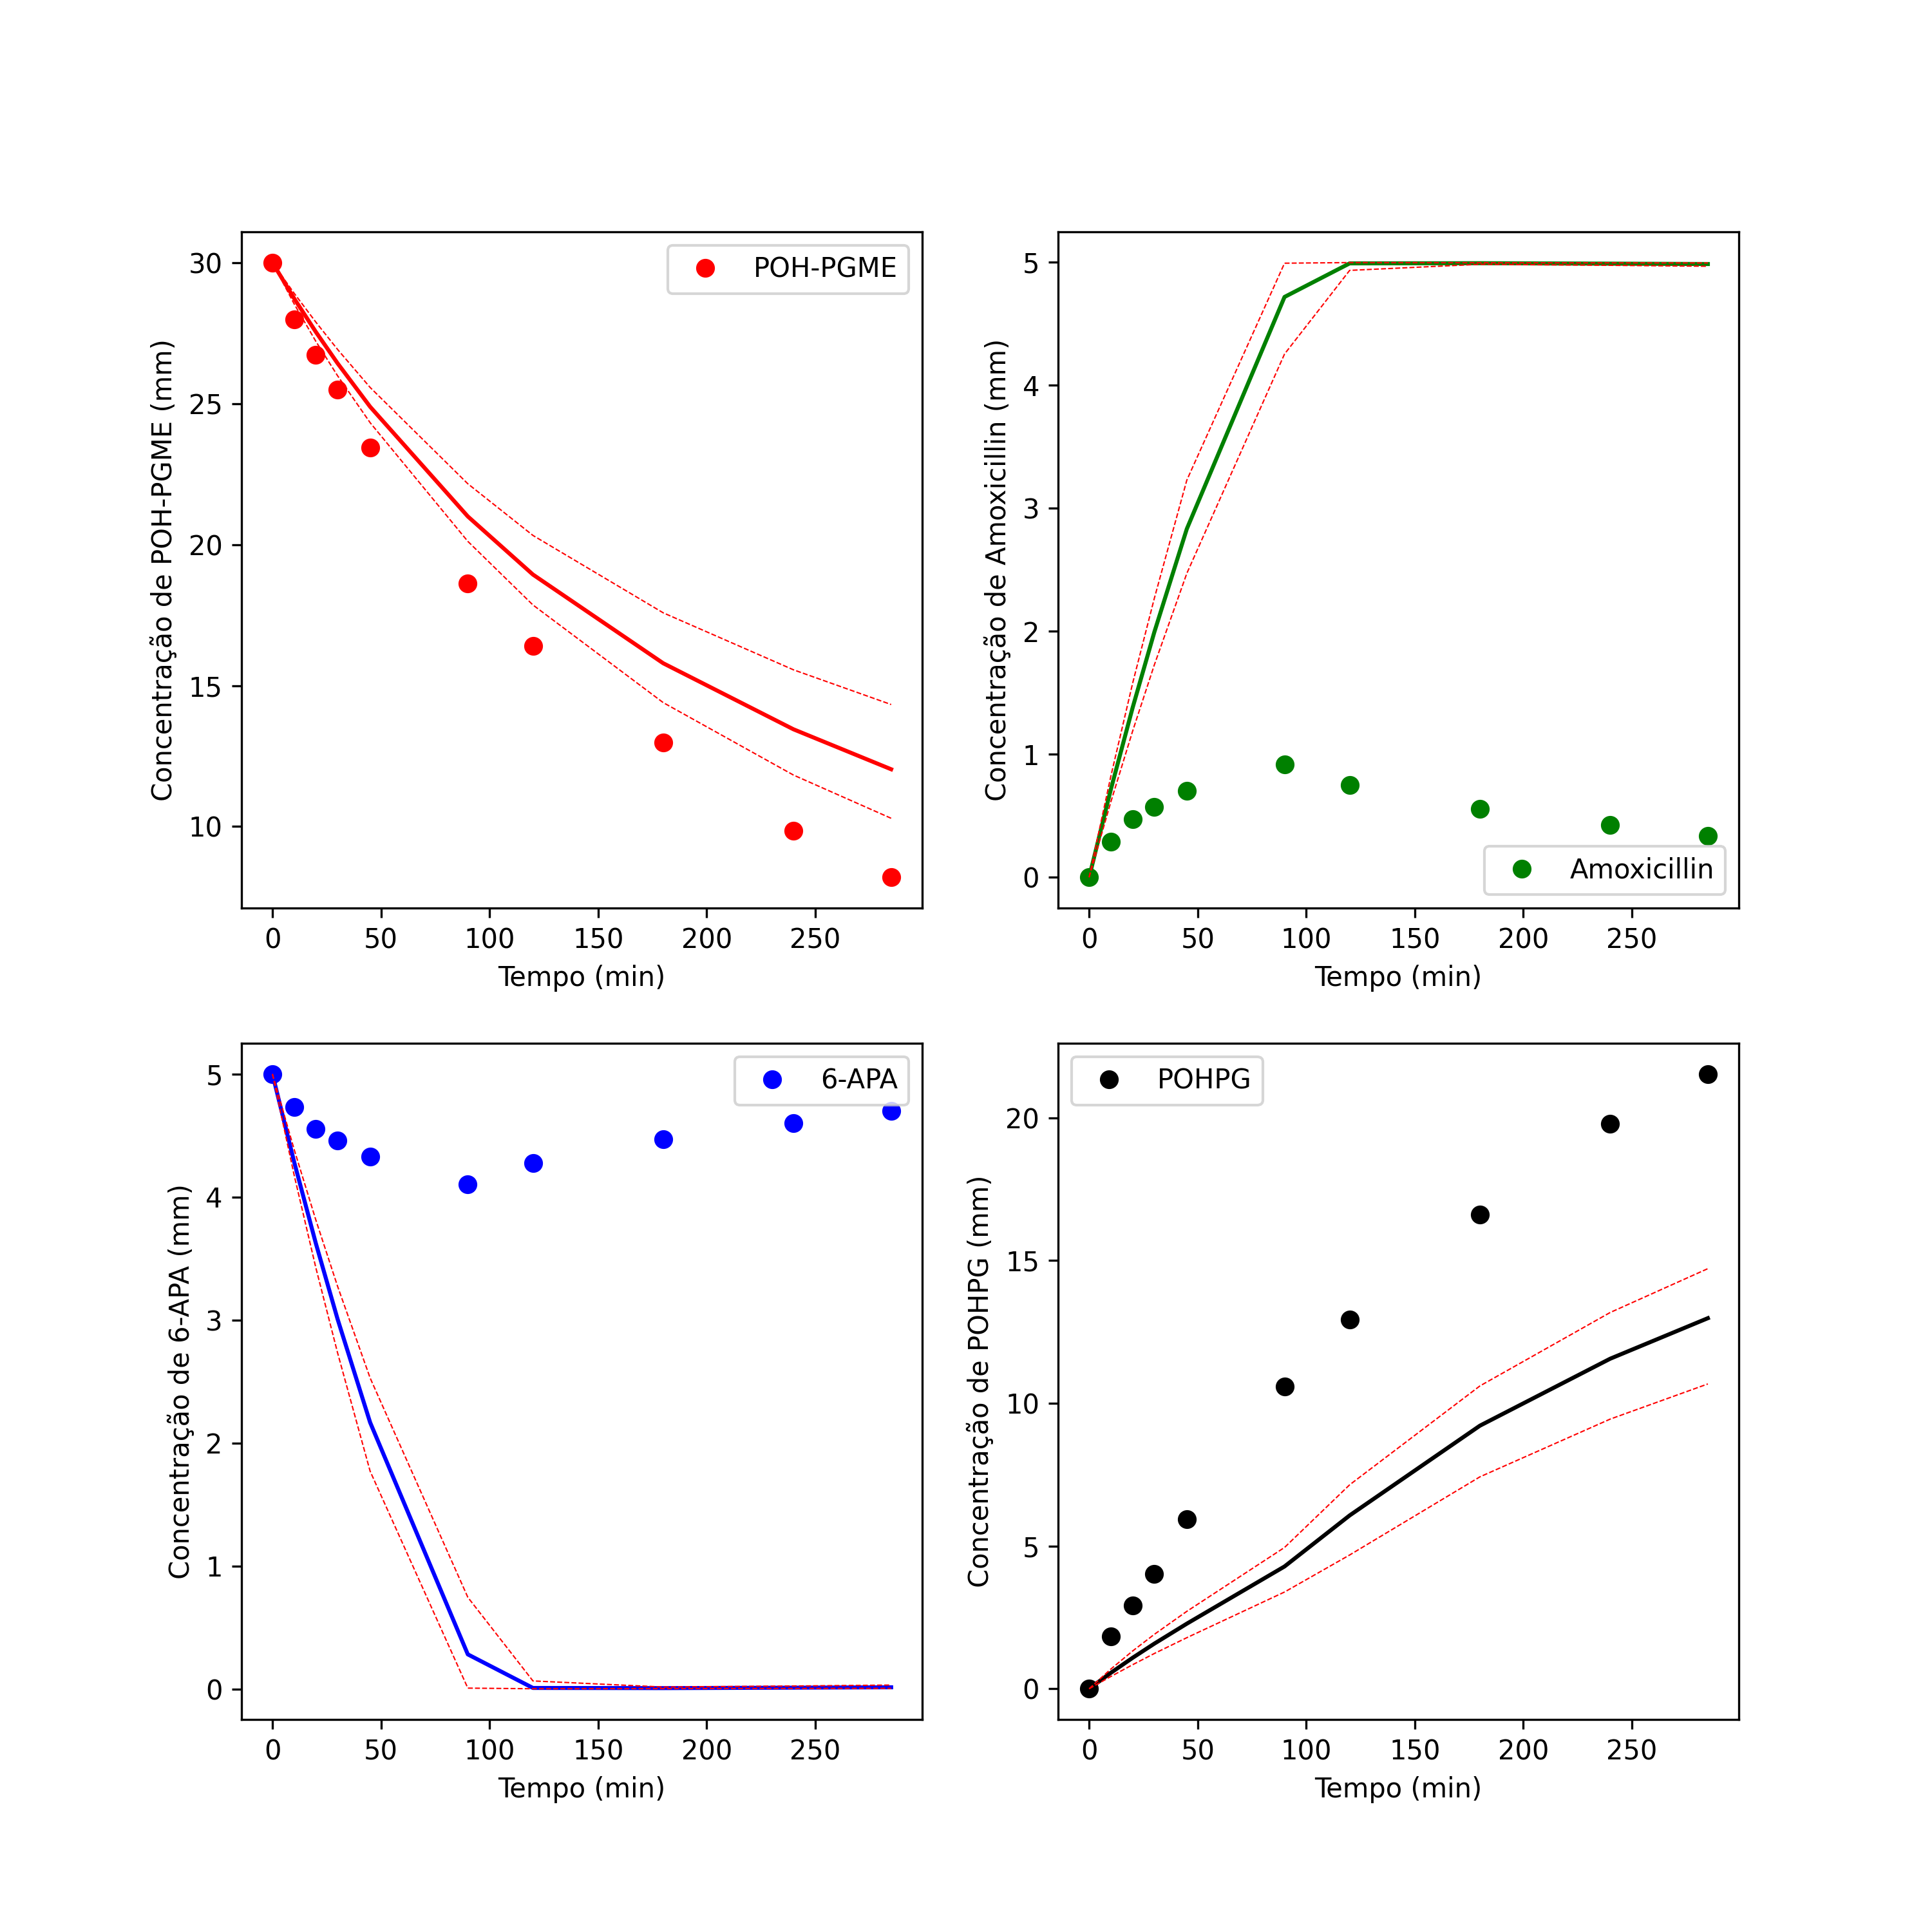 POH-PGME
30
25
20
15
10
Concentração de POH-PGME (mm)
0 50 100 150 200 250
Tempo (min)
Amoxicillin
5
4
3
2
1
0
Concentração de Amoxicillin (mm)
0 50 100 150 200 250
Tempo (min)
6-APA
5
4
3
2
1
0
Concentração de 6-APA (mm)
0 50 100 150 200 250
Tempo (min)
POHPG
20
15
10
5
0
Concentração de POHPG (mm)
0 50 100 150 200 250
Tempo (min)